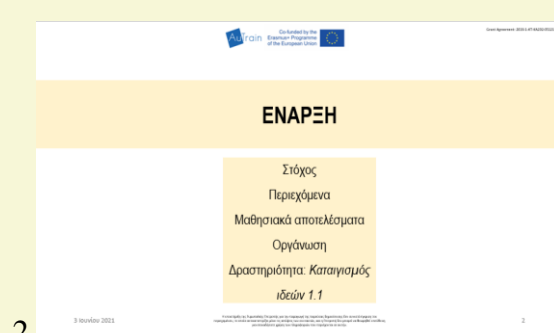 AuTrain
Co-funded by the
Erasmus+ Programme
of the European Union
ΕΝΑΡΞΗ
Στόχος
Περιεχόμενα
Μαθησιακά αποτελέσματα
Οργάνωση
Δραστηριότητα: Καταιγισμός
ιδεών 1.1
3 Ιουνίου 2021
2
2